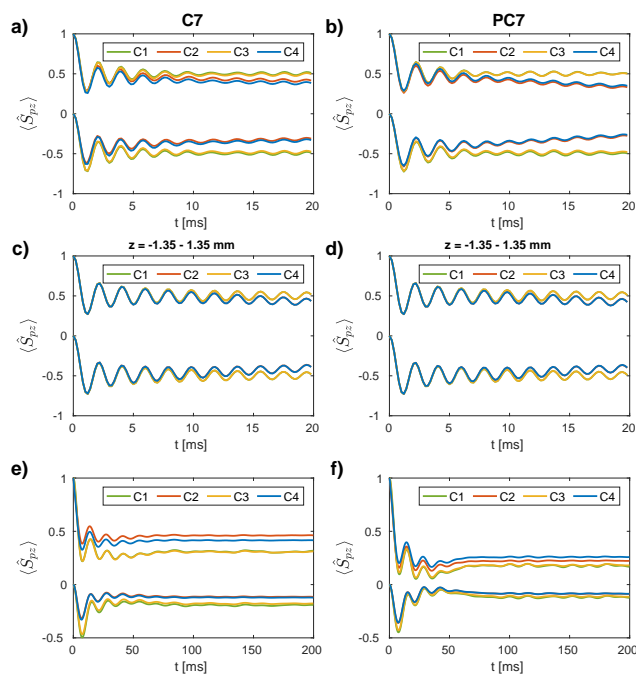 C7
PC7
a)
1
0.5
0
-0.5
-1
⟨Ŝpz⟩
C1 C2 C3 C4
0 5 10 15 20
t [ms]
b)
1
0.5
0
-0.5
-1
⟨Ŝpz⟩
C1 C2 C3 C4
0 5 10 15 20
t [ms]
c)
z = -1.35 - 1.35 mm
1
0.5
0
-0.5
-1
⟨Ŝpz⟩
C1 C2 C3 C4
0 5 10 15 20
t [ms]
d)
z = -1.35 - 1.35 mm
1
0.5
0
-0.5
-1
⟨Ŝpz⟩
C1 C2 C3 C4
0 5 10 15 20
t [ms]
e)
1
0.5
0
-0.5
⟨Ŝpz⟩
C1 C2 C3 C4
0 50 100 150 200
t [ms]
f)
1
0.5
0
-0.5
⟨Ŝpz⟩
C1 C2 C3 C4
0 50 100 150 200
t [ms]